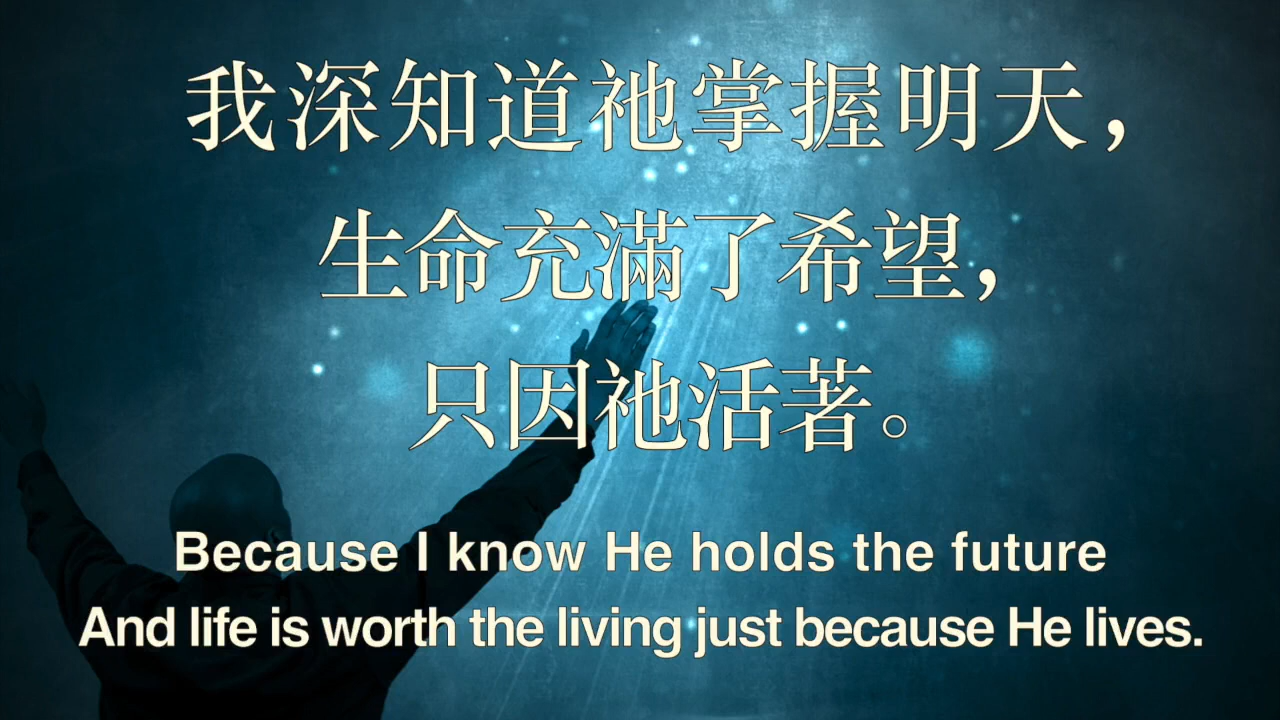 我深知道祂掌握明天，
生命充滿了希望，
只因祂活著。
Because I know He holds the future
And life is worth the living just because He lives.